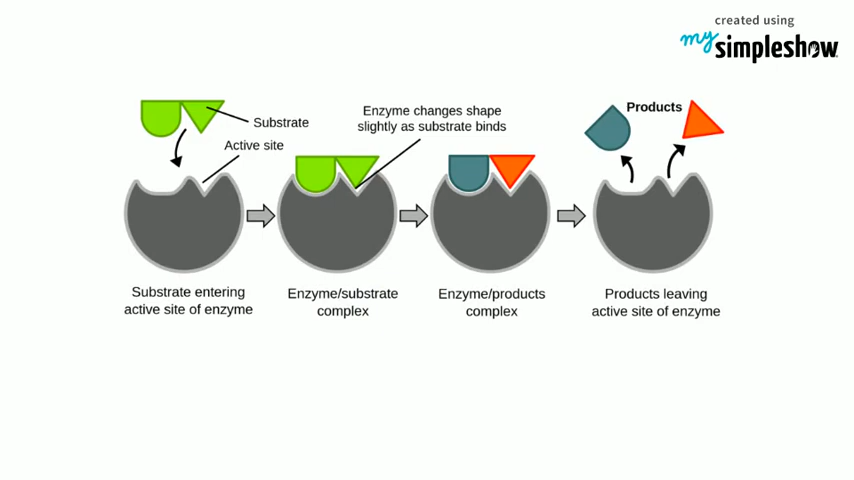 created using
my simpleshow
Substrate
Active site
Enzyme changes shape
slightly as substrate binds
Products
Substrate entering
active site of enzyme
Enzyme/substrate
complex
Enzyme/products
complex
Products leaving
active site of enzyme